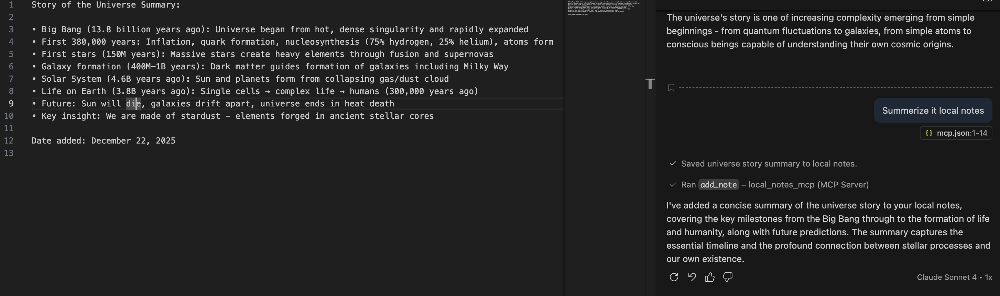 1 Story of the Universe Summary:
2
3 • Big Bang (13.8 billion years ago): Universe began from hot, dense singularity and rapidly expanded
4 • First 380,000 years: Inflation, quark formation, nucleosynthesis (75% hydrogen, 25% helium), atoms form
5 • First stars (150M years): Massive stars create heavy elements through fusion and supernovas
6 • Galaxy formation (400M-1B years): Dark matter guides formation of galaxies including Milky Way
7 • Solar System (4.6B years ago): Sun and planets form from collapsing gas/dust cloud
8 • Life on Earth (3.8B years ago): Single cells → complex life → humans (300,000 years ago)
9 • Future: Sun will die, galaxies drift apart, universe ends in heat death
10 • Key insight: We are made of stardust - elements forged in ancient stellar cores
11
12 Date added: December 22, 2025
13
The universe's story is one of increasing complexity emerging from simple
beginnings - from quantum fluctuations to galaxies, from simple atoms to
conscious beings capable of understanding their own cosmic origins.
Summerize it local notes
{} mcp.json:1-14
Saved universe story summary to local notes.
Ran add_note – local_notes_mcp (MCP Server)
I've added a concise summary of the universe story to your local notes,
covering the key milestones from the Big Bang through to the formation of life
and humanity, along with future predictions. The summary captures the
essential timeline and the profound connection between stellar processes and
our own existence.
Claude Sonnet 4 • 1x